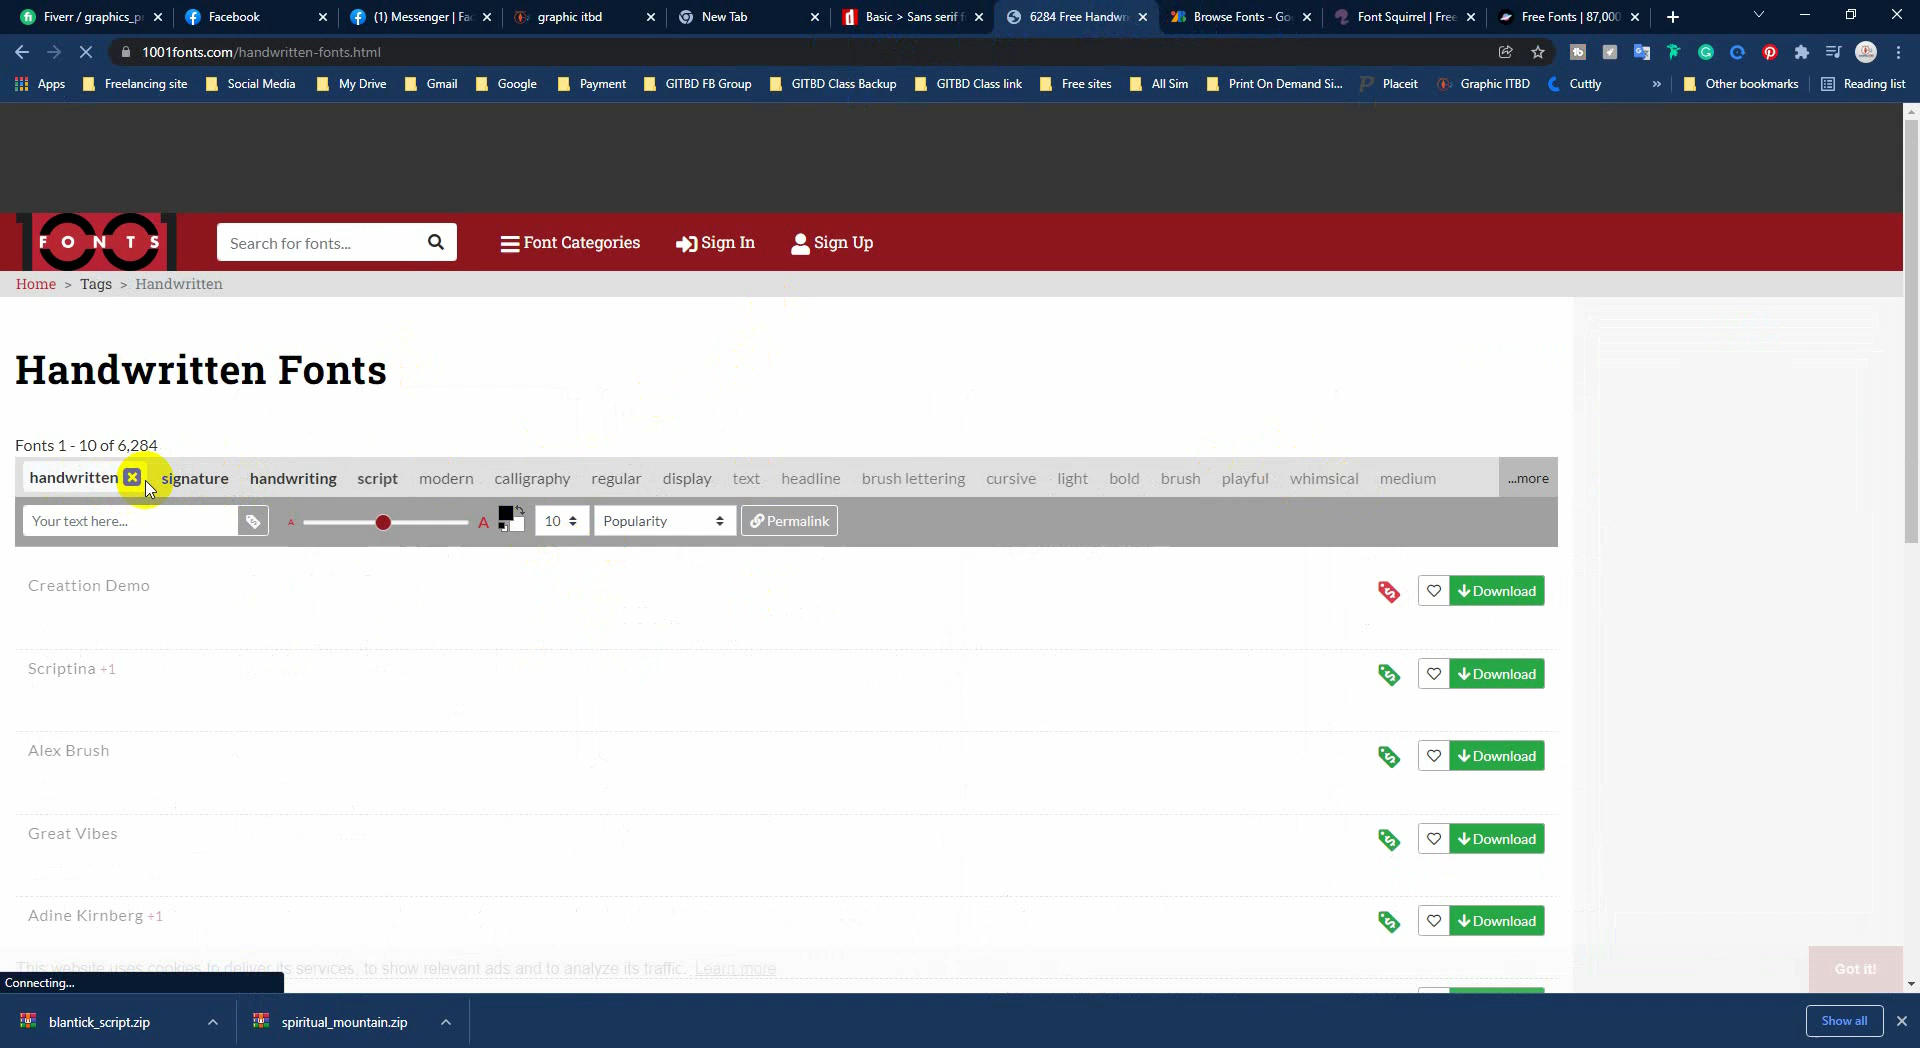 Fiverr / graphics_p
Facebook
(1) Messenger | Fa
graphic itbd
New Tab
Basic > Sans serif f
6284 Free Handwr
Browse Fonts - Go
Font Squirrel | Free
Free Fonts | 87,000
1001fonts.com/handwritten-fonts.html
Apps
Freelancing site
Social Media
My Drive
Gmail
Google
Payment
GITBD FB Group
GITBD Class Backup
GITBD Class link
Free sites
All Sim
Print On Demand Si...
Placeit
Graphic ITBD
Cuttly
»
Other bookmarks
Reading list
1001
FONTS
Search for fonts...
Font Categories
Sign In
Sign Up
Home > Tags > Handwritten
Handwritten Fonts
Fonts 1 - 10 of 6,284
handwritten signature handwriting script modern calligraphy regular display text headline brush lettering cursive light bold brush playful whimsical medium ...more
Your text here...
A A
10
Popularity
Permalink
Creattion Demo
Download
Scriptina +1
Download
Alex Brush
Download
Great Vibes
Download
Adine Kirnberg +1
Download
This website uses cookies to deliver its services, to show relevant ads and to analyze its traffic. Learn more
Got it!
Connecting...
blantick_script.zip
spiritual_mountain.zip
Show all